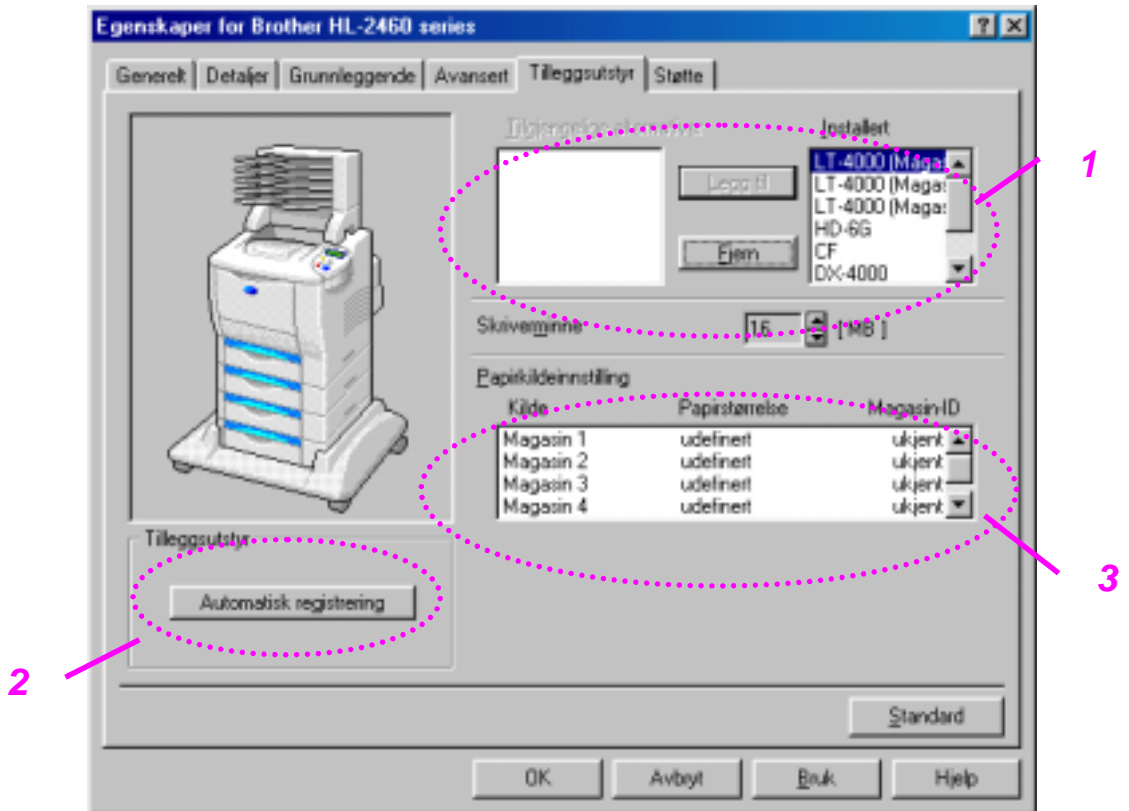 Egenskaper for Brother HL-2460 series
Generelt Detaljer Grunnleggende Avansert Tilleggsutstyr Støtte
Tilgjengelige alternativer Installert
LT-4000 (Magas
LT-4000 (Magas
LT-4000 (Magas
HD-6G
CF
DX-4000
Legg til
Fjern
1
Skriverminne 16 [ MB ]
Papirkildeinnstilling
Kilde Papirstørrelse Magasin-ID
Magasin 1 udefinert ukjent
Magasin 2 udefinert ukjent
Magasin 3 udefinert ukjent
Magasin 4 udefinert ukjent
3
Tilleggsutstyr
Automatisk registrering
2
Standard
OK Avbryt Bruk Hjelp